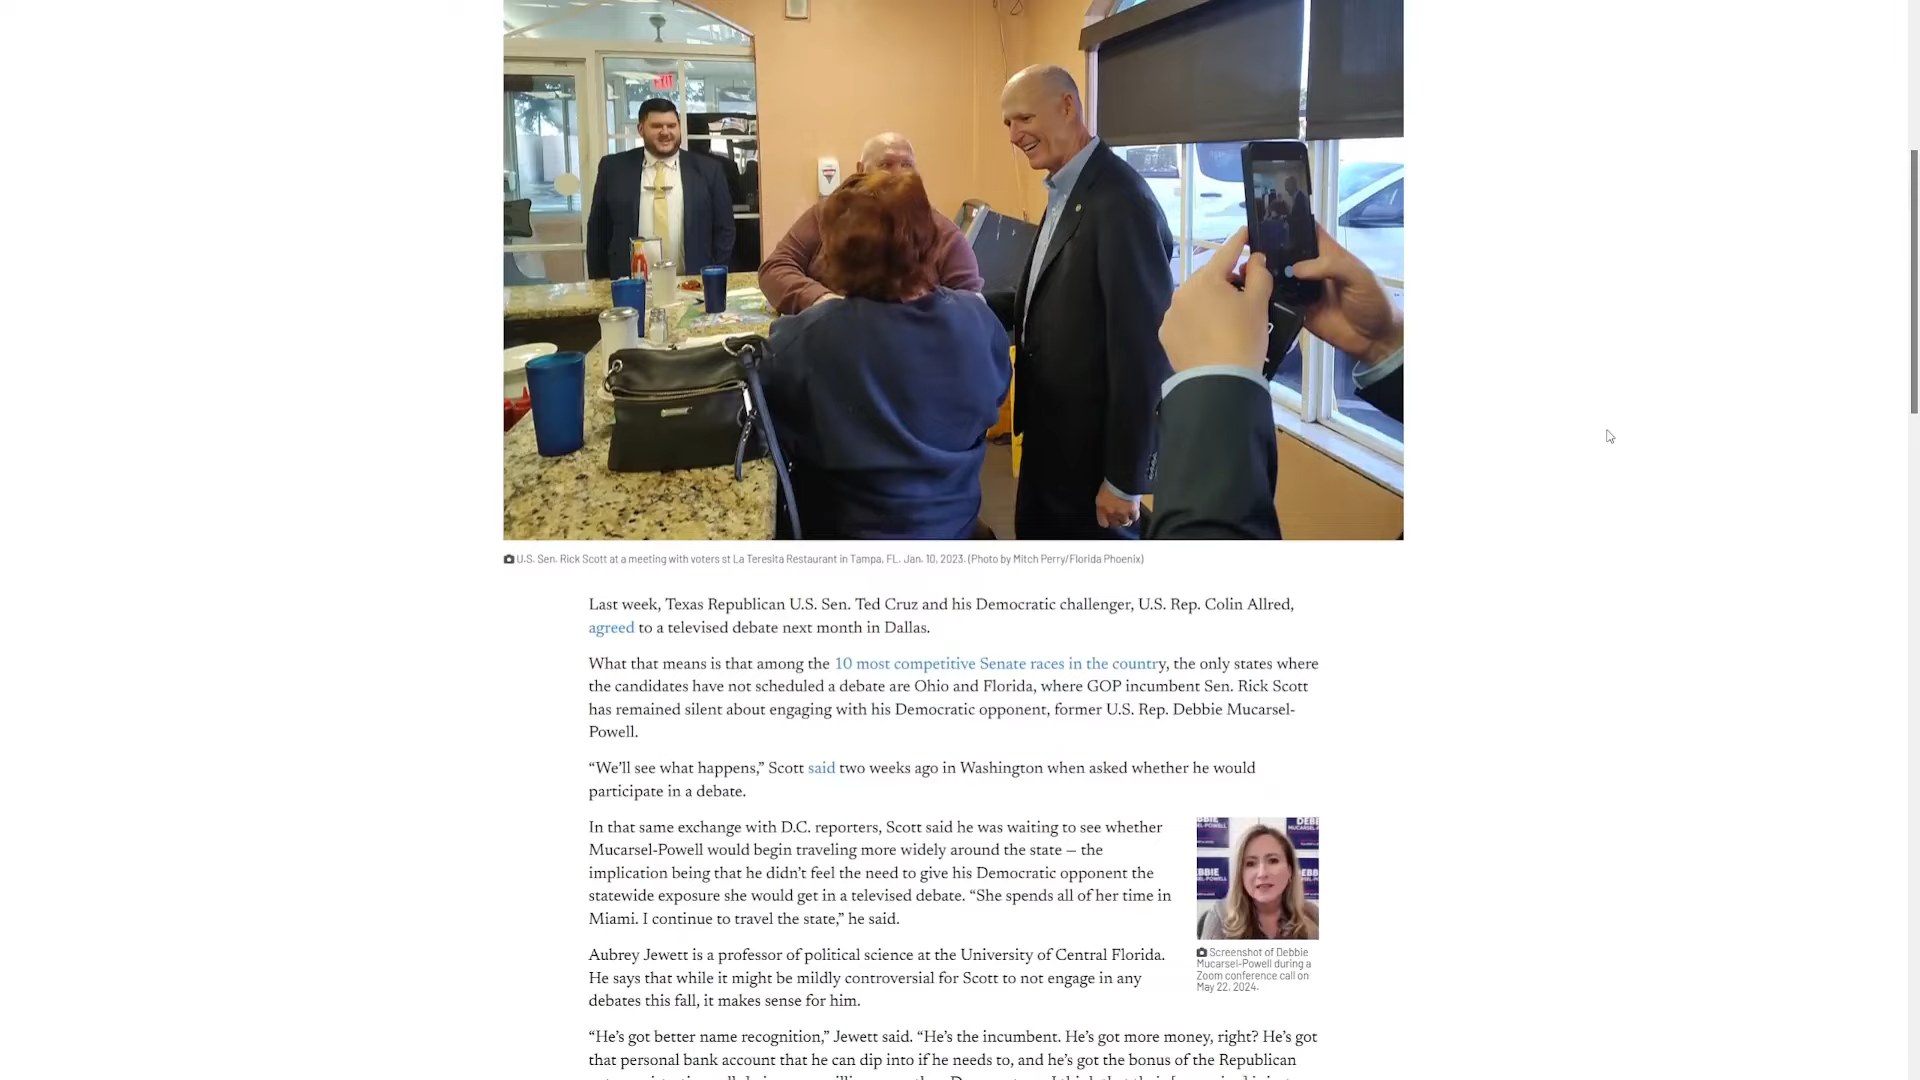 EXIT
U.S. Sen. Rick Scott at a meeting with voters st La Teresita Restaurant in Tampa, FL. Jan. 10, 2023. (Photo by Mitch Perry/Florida Phoenix)
Last week, Texas Republican U.S. Sen. Ted Cruz and his Democratic challenger, U.S. Rep. Colin Allred,
agreed to a televised debate next month in Dallas.
What that means is that among the 10 most competitive Senate races in the country, the only states where
the candidates have not scheduled a debate are Ohio and Florida, where GOP incumbent Sen. Rick Scott
has remained silent about engaging with his Democratic opponent, former U.S. Rep. Debbie Mucarsel-
Powell.
“We’ll see what happens,” Scott said two weeks ago in Washington when asked whether he would
participate in a debate.
In that same exchange with D.C. reporters, Scott said he was waiting to see whether
Mucarsel-Powell would begin traveling more widely around the state – the
implication being that he didn’t feel the need to give his Democratic opponent the
statewide exposure she would get in a televised debate. “She spends all of her time in
Miami. I continue to travel the state,” he said.
Screenshot of Debbie
Mucarsel-Powell during a
Zoom conference call on
May 22, 2024.
Aubrey Jewett is a professor of political science at the University of Central Florida.
He says that while it might be mildly controversial for Scott to not engage in any
debates this fall, it makes sense for him.
“He’s got better name recognition,” Jewett said. “He’s the incumbent. He’s got more money, right? He’s got
that personal bank account that he can dip into if he needs to, and he’s got the bonus of the Republican